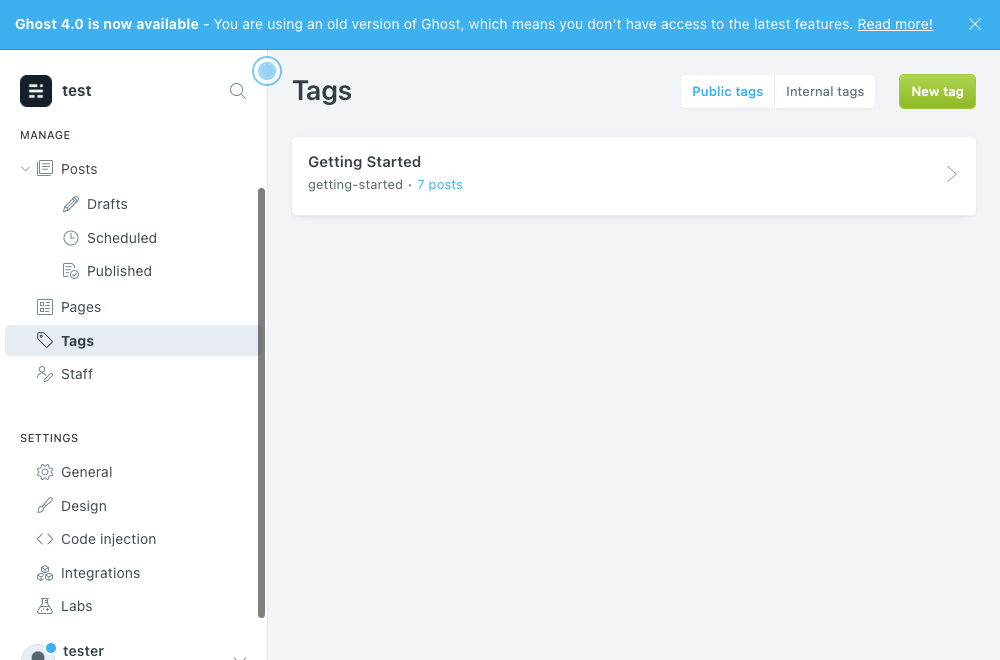 Ghost 4.0 is now available - You are using an old version of Ghost, which means you don't have access to the latest features. Read more!
test
MANAGE
Posts
Drafts
Scheduled
Published
Pages
Tags
Staff
SETTINGS
General
Design
Code injection
Integrations
Labs
tester
Tags
Public tags
Internal tags
New tag
Getting Started
getting-started • 7 posts